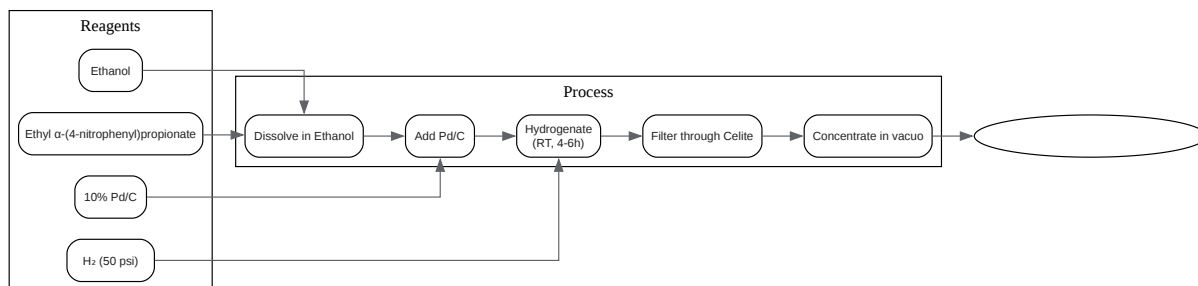 Reagents
Ethanol
Ethyl α-(4-nitrophenyl)propionate
10% Pd/C
H₂ (50 psi)
Process
Dissolve in Ethanol
Add Pd/C
Hydrogenate
(RT, 4-6h)
Filter through Celite
Concentrate in vacuo